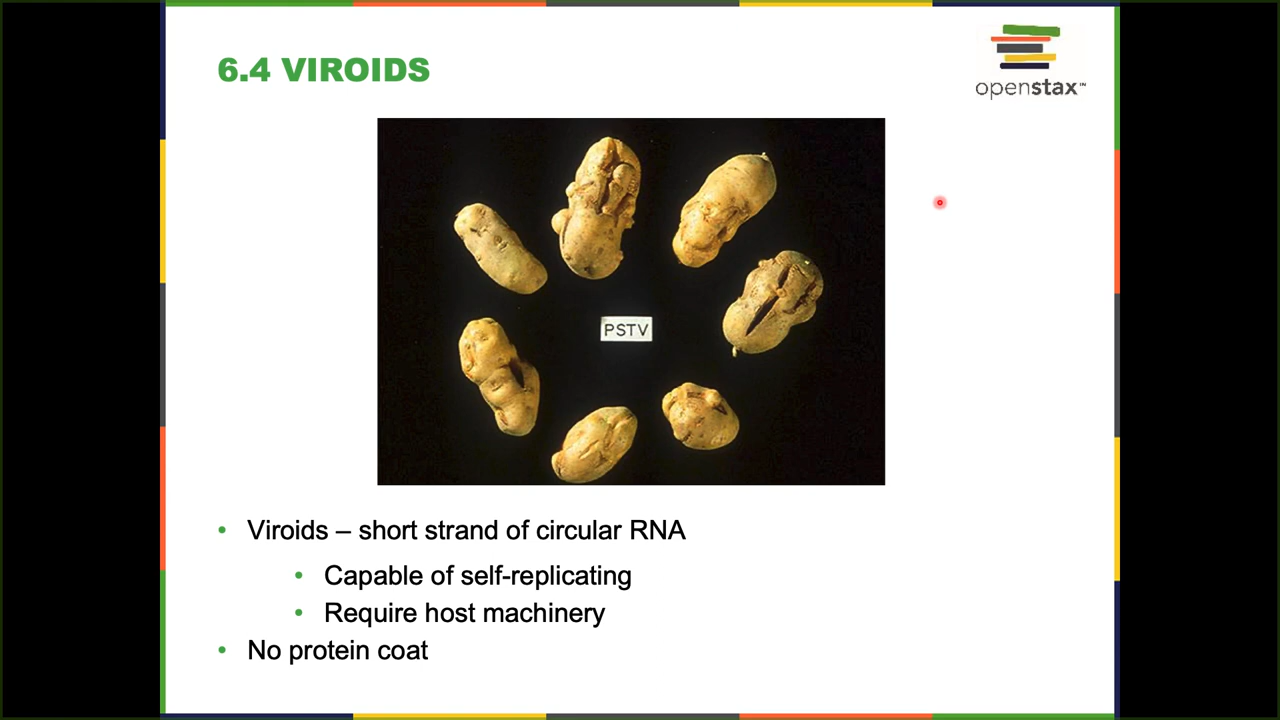 6.4 VIROIDS
openstax™
PSTV
• Viroids – short strand of circular RNA
• Capable of self-replicating
• Require host machinery
• No protein coat